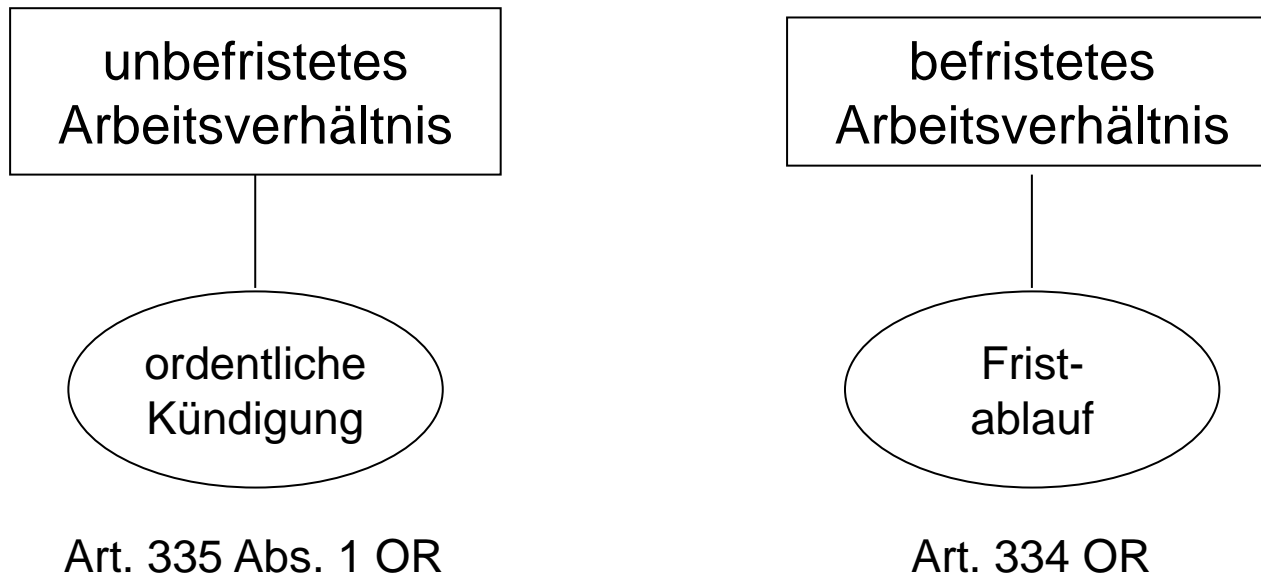 unbefristetes
Arbeitsverhältnis
ordentliche
Kündigung
Art. 335 Abs. 1 OR
befristetes
Arbeitsverhältnis
Frist-
ablauf
Art. 334 OR